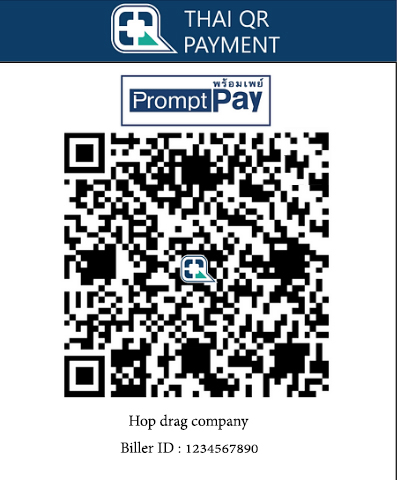 THAI QR
PAYMENT
พร้อมเพย์
PromptPay
Hop drag company
Biller ID : 1234567890